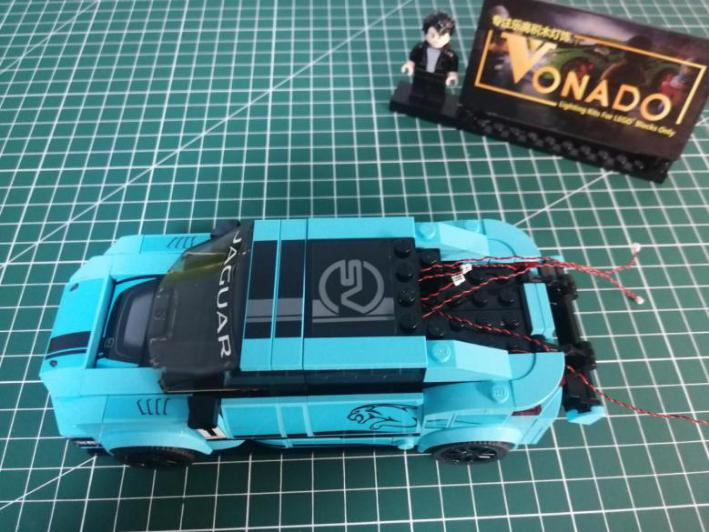 专注乐高积木灯饰
VONADO
Lighting Kits For LEGO® Blocks Only
JAGUAR